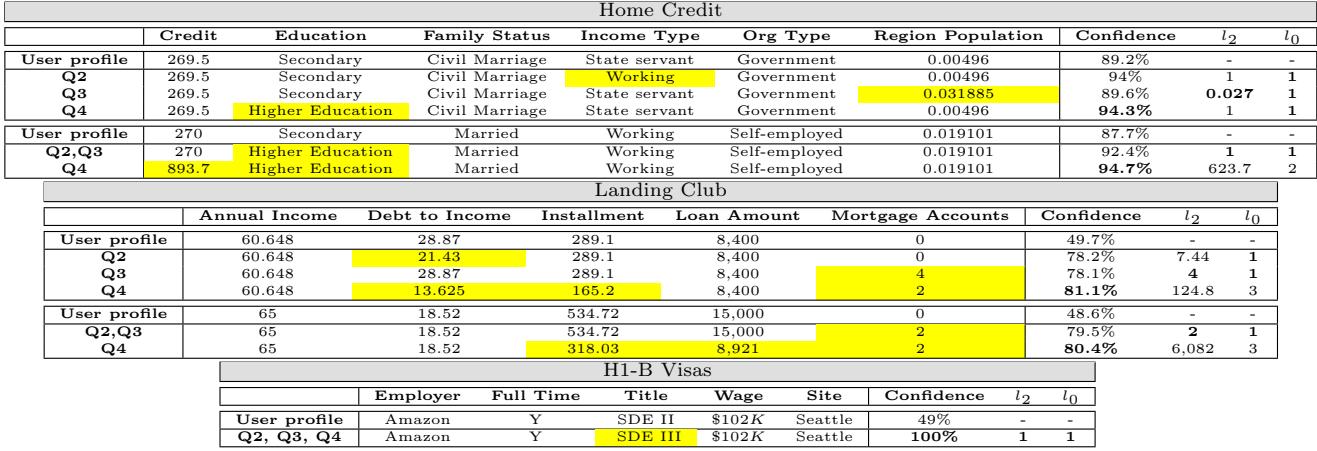 Home Credit
Credit Education Family Status Income Type Org Type Region Population Confidence l2 l0
User profile 269.5 Secondary Civil Marriage State servant Government 0.00496 89.2% - -
Q2 269.5 Secondary Civil Marriage Working Government 0.00496 94% 1 1
Q3 269.5 Secondary Civil Marriage State servant Government 0.031885 89.6% 0.027 1
Q4 269.5 Higher Education Civil Marriage State servant Government 0.00496 94.3% 1 1
User profile 270 Secondary Married Working Self-employed 0.019101 87.7% - -
Q2,Q3 270 Higher Education Married Working Self-employed 0.019101 92.4% 1 1
Q4 893.7 Higher Education Married Working Self-employed 0.019101 94.7% 623.7 2
Landing Club
Annual Income Debt to Income Installment Loan Amount Mortgage Accounts Confidence l2 l0
User profile 60.648 28.87 289.1 8,400 0 49.7% - -
Q2 60.648 21.43 289.1 8,400 0 78.2% 7.44 1
Q3 60.648 28.87 289.1 8,400 4 78.1% 4 1
Q4 60.648 13.625 165.2 8,400 2 81.1% 124.8 3
User profile 65 18.52 534.72 15,000 0 48.6% - -
Q2,Q3 65 18.52 534.72 15,000 2 79.5% 2 1
Q4 65 18.52 318.03 8,921 2 80.4% 6,082 3
H1-B Visas
Employer Full Time Title Wage Site Confidence l2 l0
User profile Amazon Y SDE II $102K Seattle 49% - -
Q2, Q3, Q4 Amazon Y SDE III $102K Seattle 100% 1 1